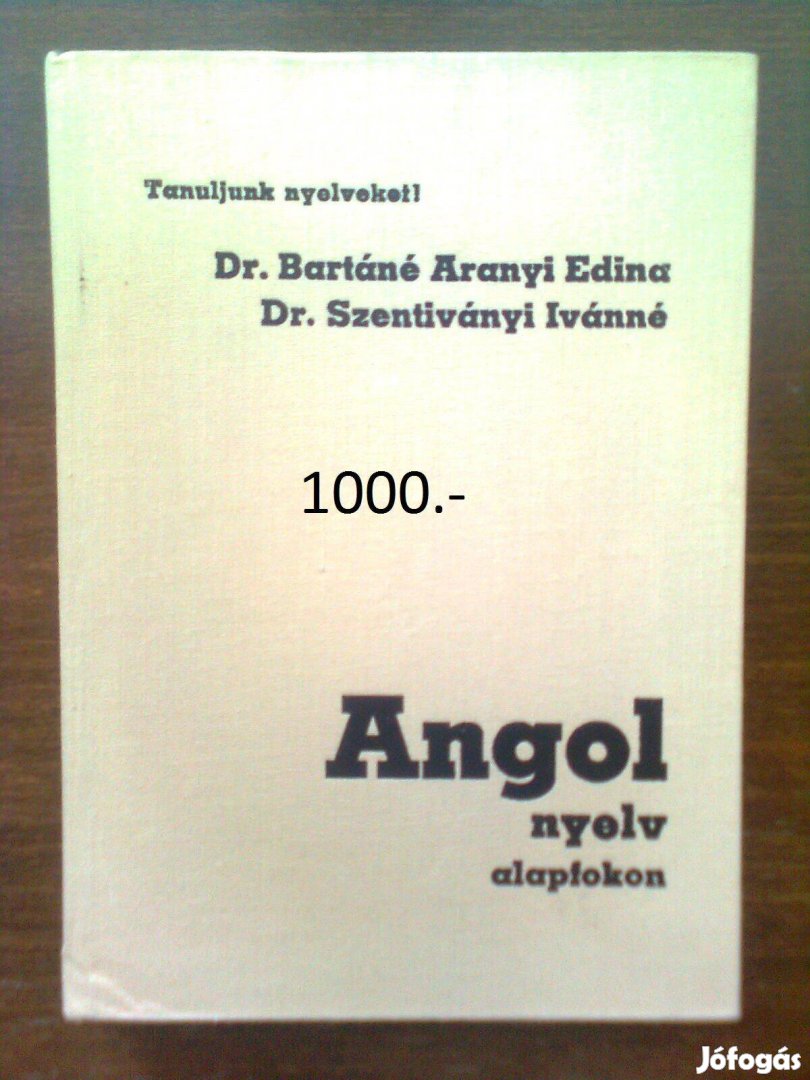 Tanuljunk nyelveket!
Dr. Bartáné Aranyi Edina
Dr. Szentiványi Ivánné
1000.-
Angol
nyelv
alapfokon
Jófogás